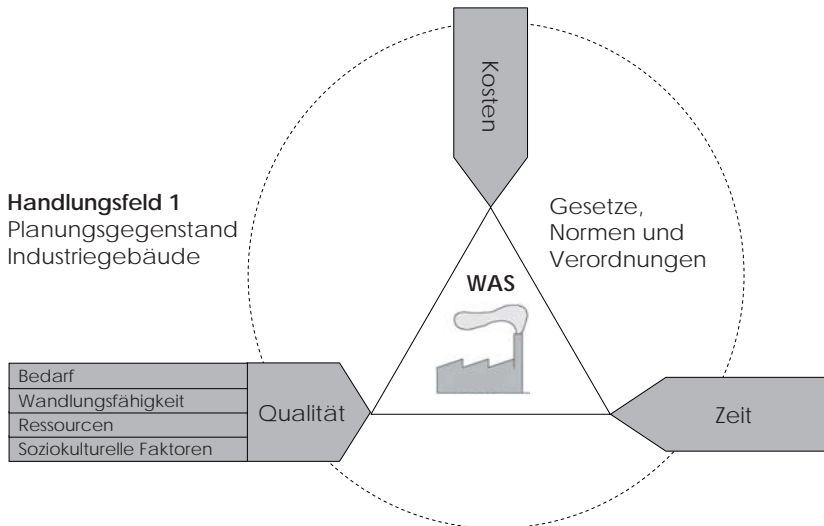 Kosten
Handlungsfeld 1
Planungsgegenstand
Industriegebäude
Gesetze,
Normen und
Verordnungen
WAS
Bedarf
Wandlungsfähigkeit
Ressourcen
Soziokulturelle Faktoren
Qualität
Zeit